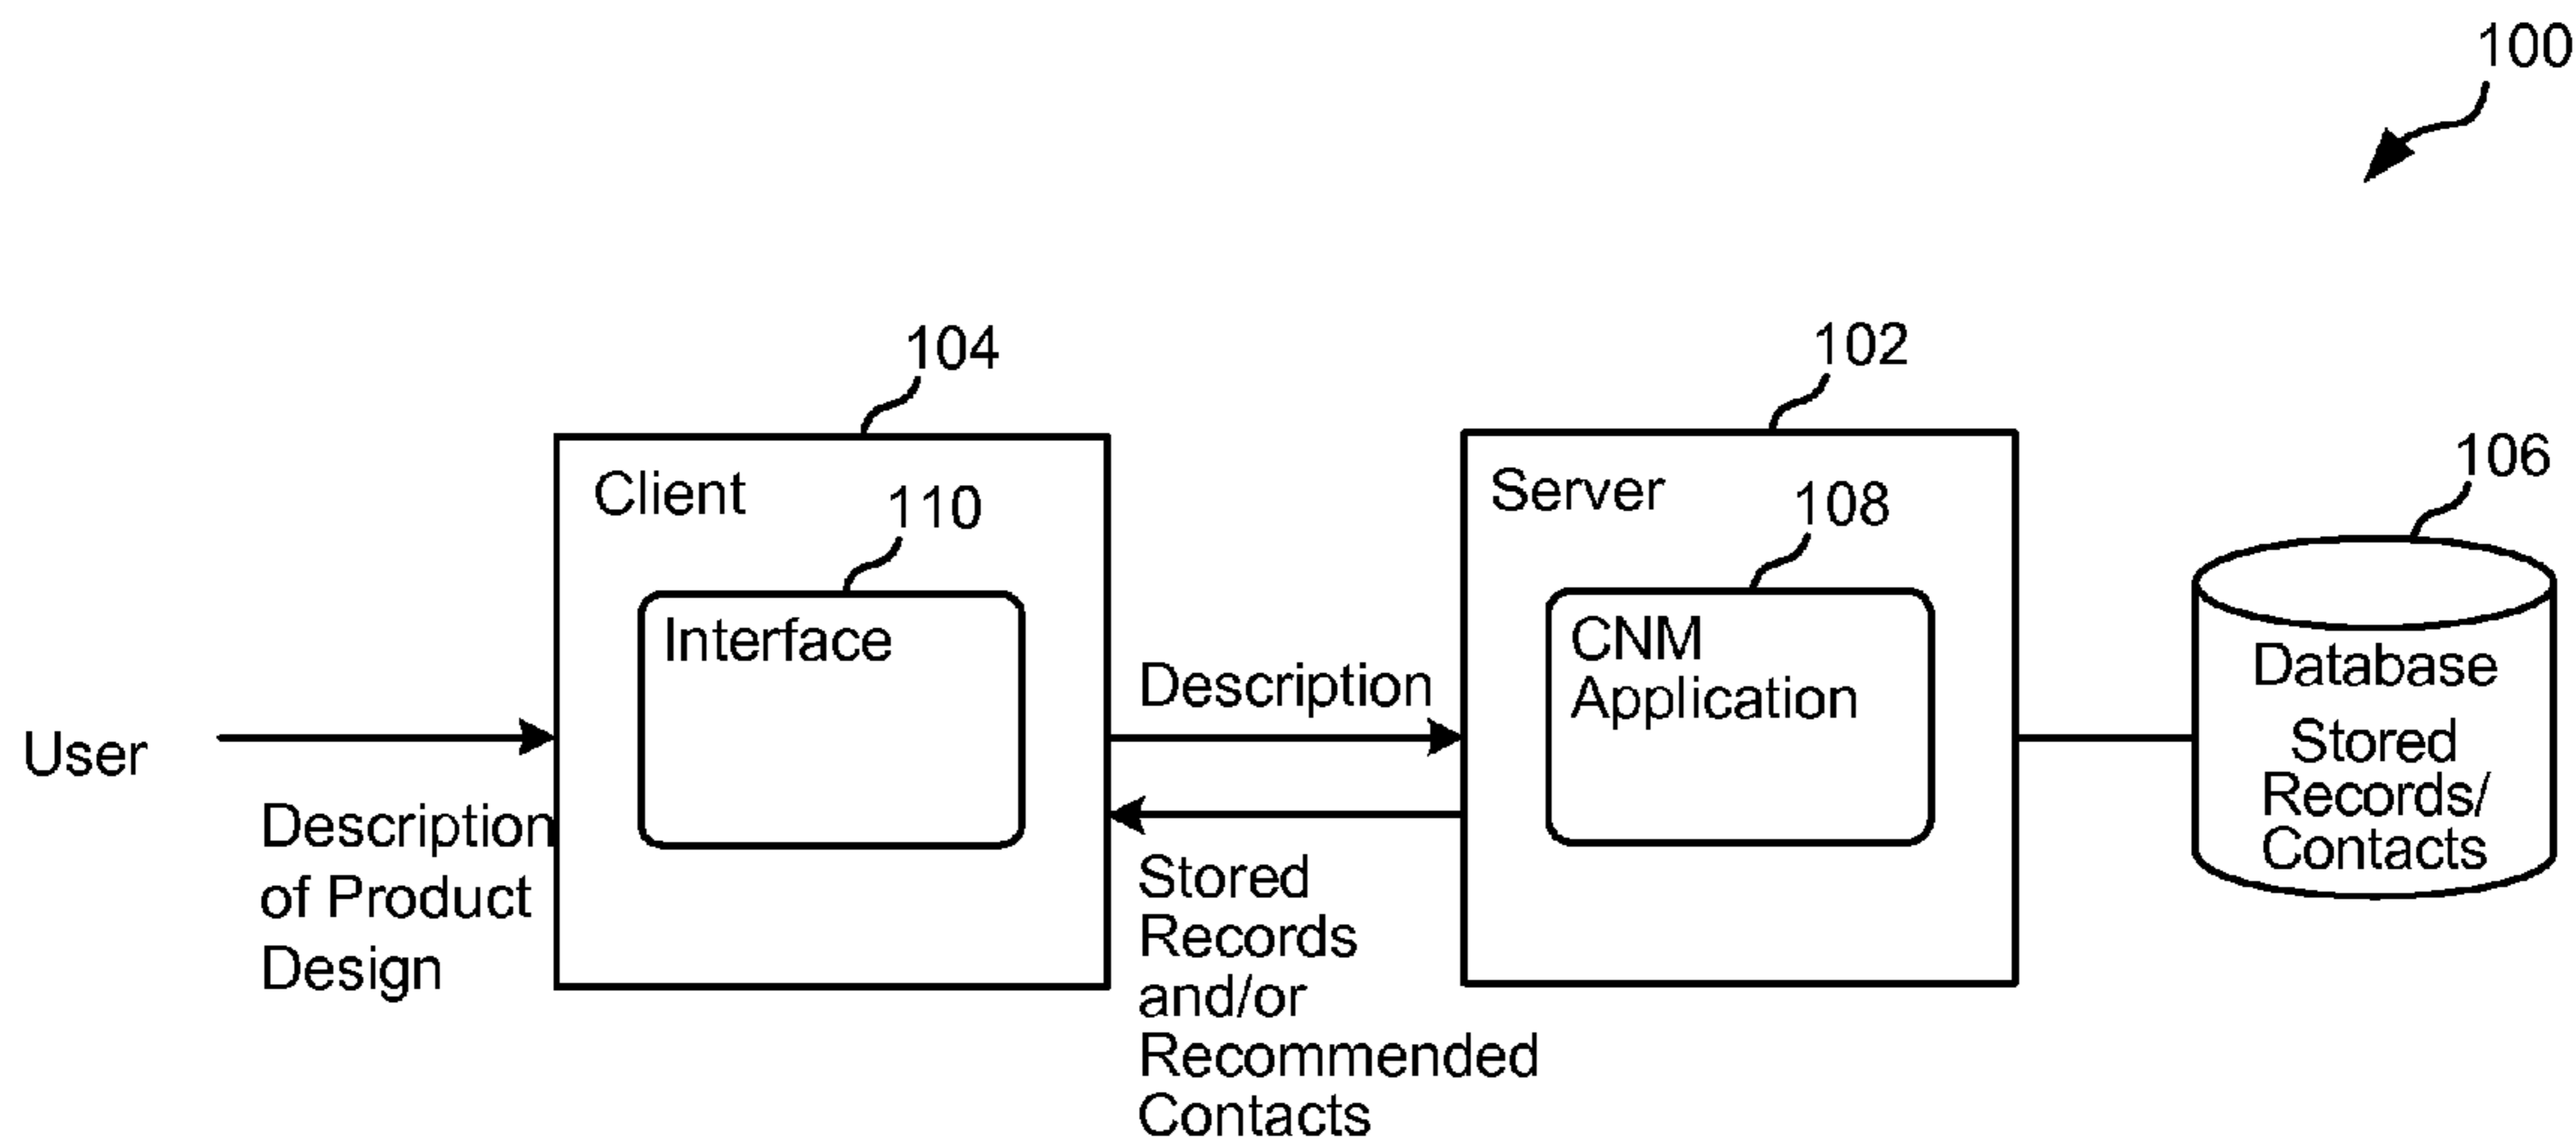 100
104
102
106
Client
110
Server
108
Interface
CNM
Application
Database
Stored
Records/
Contacts
User
Description
of Product
Design
Description
Stored
Records
and/or
Recommended
Contacts